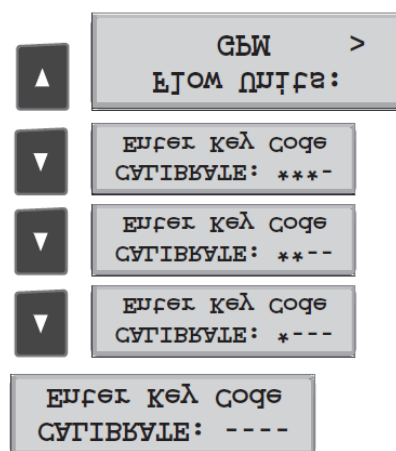 CALIBRATE: ----
Enter Key Code
CALIBRATE: *---
Enter Key Code
CALIBRATE: **--
Enter Key Code
CALIBRATE: ***-
Enter Key Code
Flow Units:
GPM >